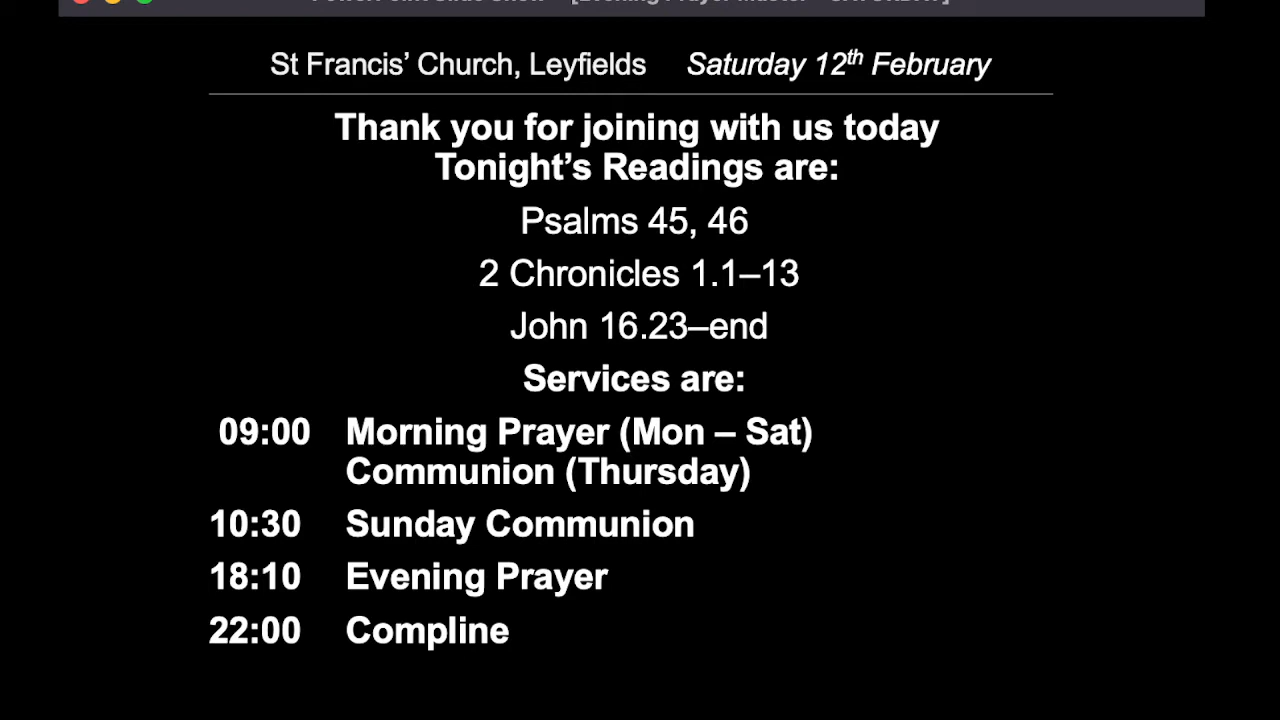 St Francis’ Church, Leyfields Saturday 12th February
Thank you for joining with us today
Tonight’s Readings are:
Psalms 45, 46
2 Chronicles 1.1–13
John 16.23–end
Services are:
09:00 Morning Prayer (Mon – Sat)
Communion (Thursday)
10:30 Sunday Communion
18:10 Evening Prayer
22:00 Compline